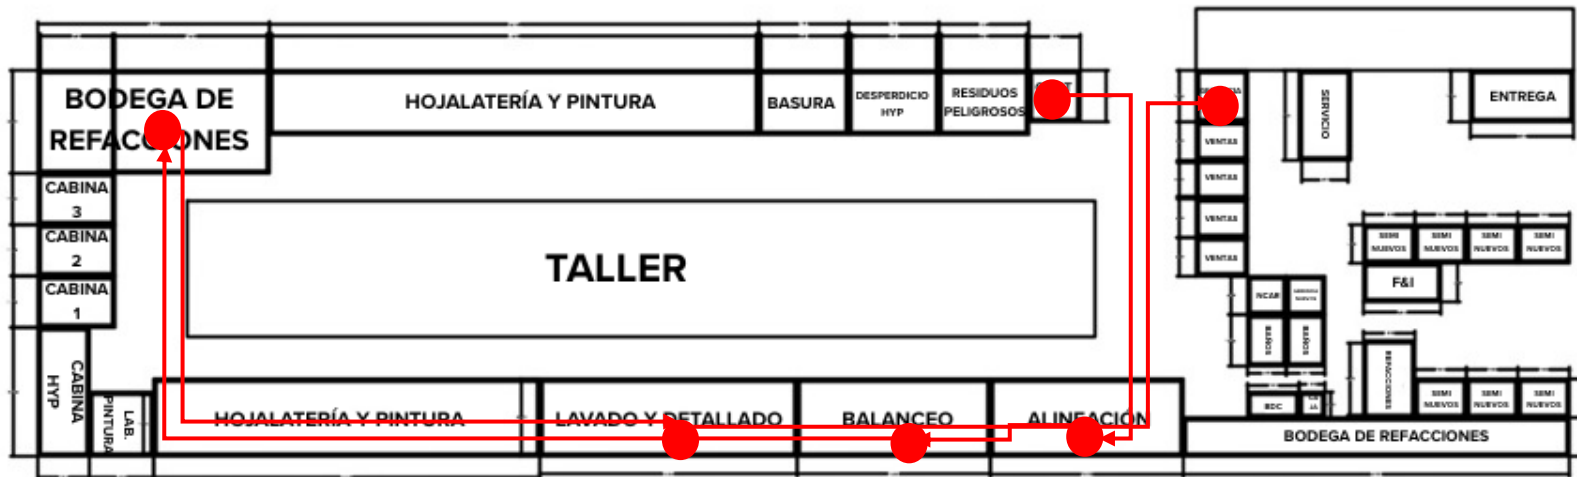 BODEGA DE
REFACCIONES
HOJALATERÍA Y PINTURA
BASURA
DESPERDICIO
HYP
RESIDUOS
PELIGROSOS
CABINA
3
CABINA
2
CABINA
1
CABINA
HYP
LAB.
PINTURA
TALLER
HOJALATERÍA Y PINTURA
LAVADO Y DETALLADO
BALANCEO
ALINEACIÓN
VENTAS
VENTAS
VENTAS
VENTAS
SERVICIO
ENTREGA
SEMI
NUEVOS
SEMI
NUEVOS
SEMI
NUEVOS
SEMI
NUEVOS
F&I
NCAR
BAÑOS
BAÑOS
REFACCIONES
BDC
SEMI
NUEVOS
SEMI
NUEVOS
SEMI
NUEVOS
BODEGA DE REFACCIONES